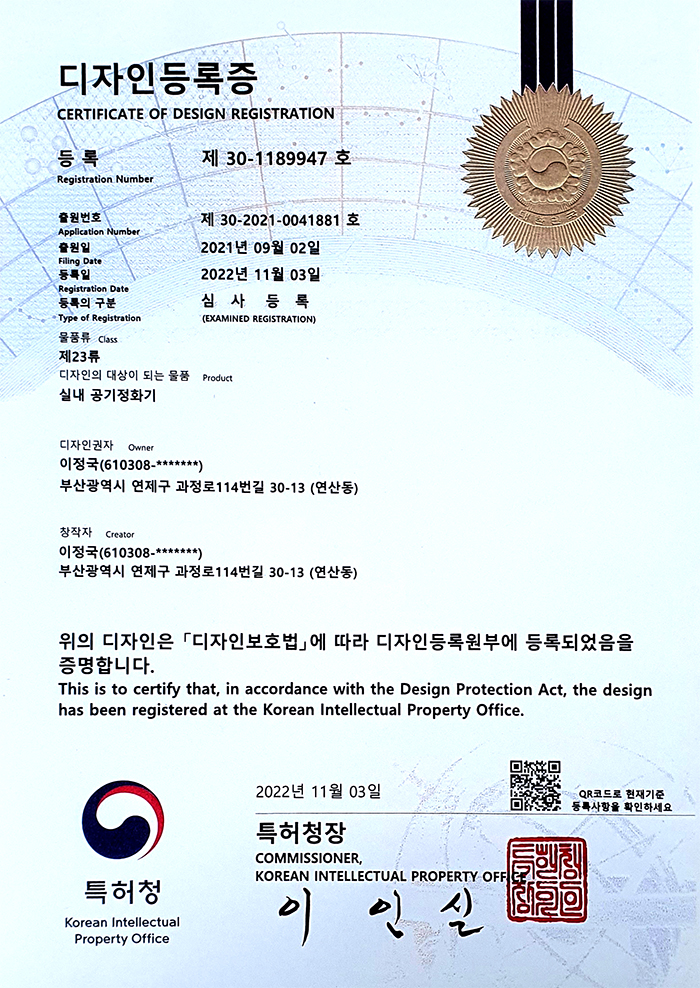 디자인등록증
CERTIFICATE OF DESIGN REGISTRATION
등 록 제 30-1189947 호
Registration Number
출원번호 제 30-2021-0041881 호
Application Number
출원일 2021년 09월 02일
Filing Date
등록일 2022년 11월 03일
Registration Date
등록의 구분 심 사 등 록
Type of Registration (EXAMINED REGISTRATION)
물품류 Class
제23류
디자인의 대상이 되는 물품 Product
실내 공기정화기
디자인권자 Owner
이정국(610308-*******)
부산광역시 연제구 과정로114번길 30-13 (연산동)
창작자 Creator
이정국(610308-*******)
부산광역시 연제구 과정로114번길 30-13 (연산동)
위의 디자인은 「디자인보호법」에 따라 디자인등록원부에 등록되었음을
증명합니다.
This is to certify that, in accordance with the Design Protection Act, the design
has been registered at the Korean Intellectual Property Office.
2022년 11월 03일
QR코드로 현재기준
등록사항을 확인하세요
특허청장
COMMISSIONER,
KOREAN INTELLECTUAL PROPERTY OFFICE
이 인 실
특허청
Korean Intellectual
Property Office